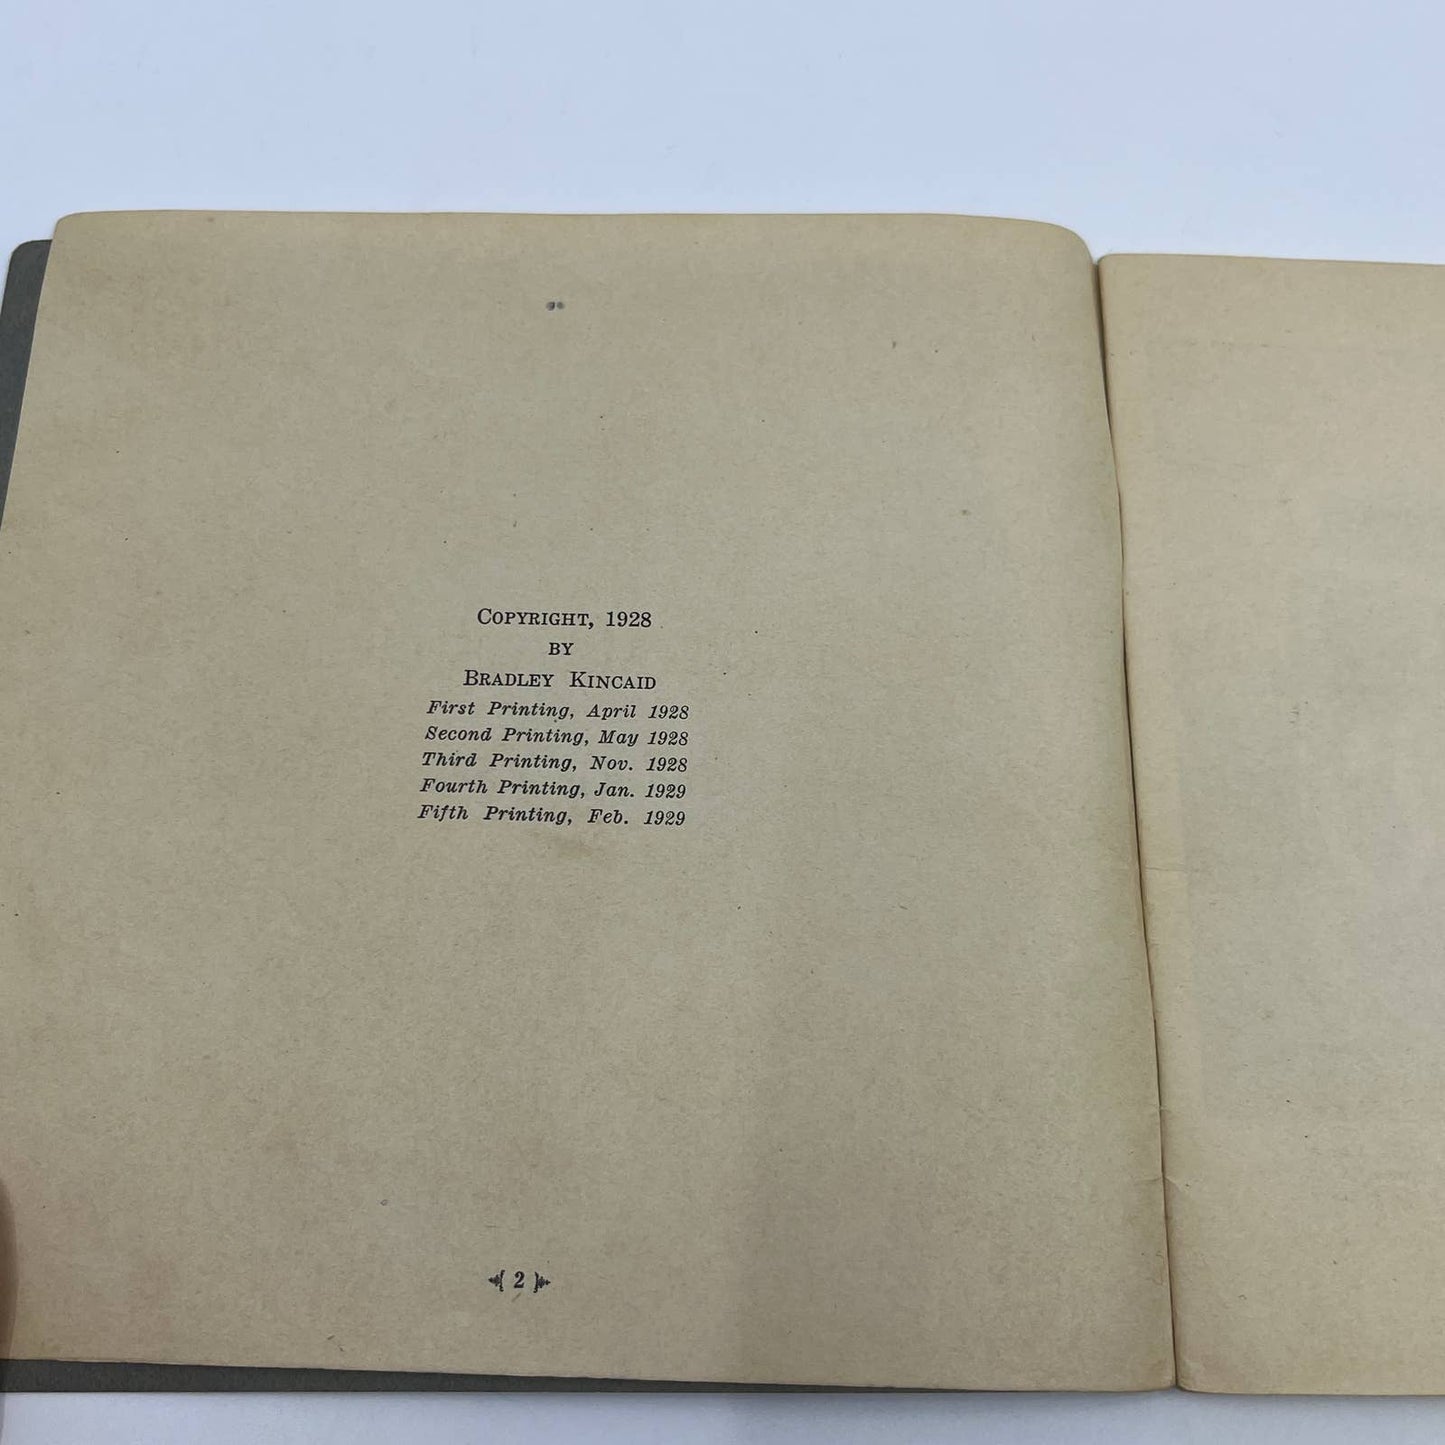 COPYRIGHT, 1928
BY
BRADLEY KINCAID
First Printing, April 1928
Second Printing, May 1928
Third Printing, Nov. 1928
Fourth Printing, Jan. 1929
Fifth Printing, Feb. 1929
2